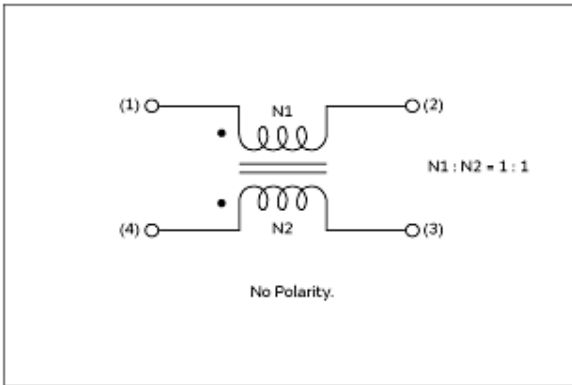 (1)
N1
(2)
N1 : N2 = 1 : 1
(4)
N2
(3)
No Polarity.